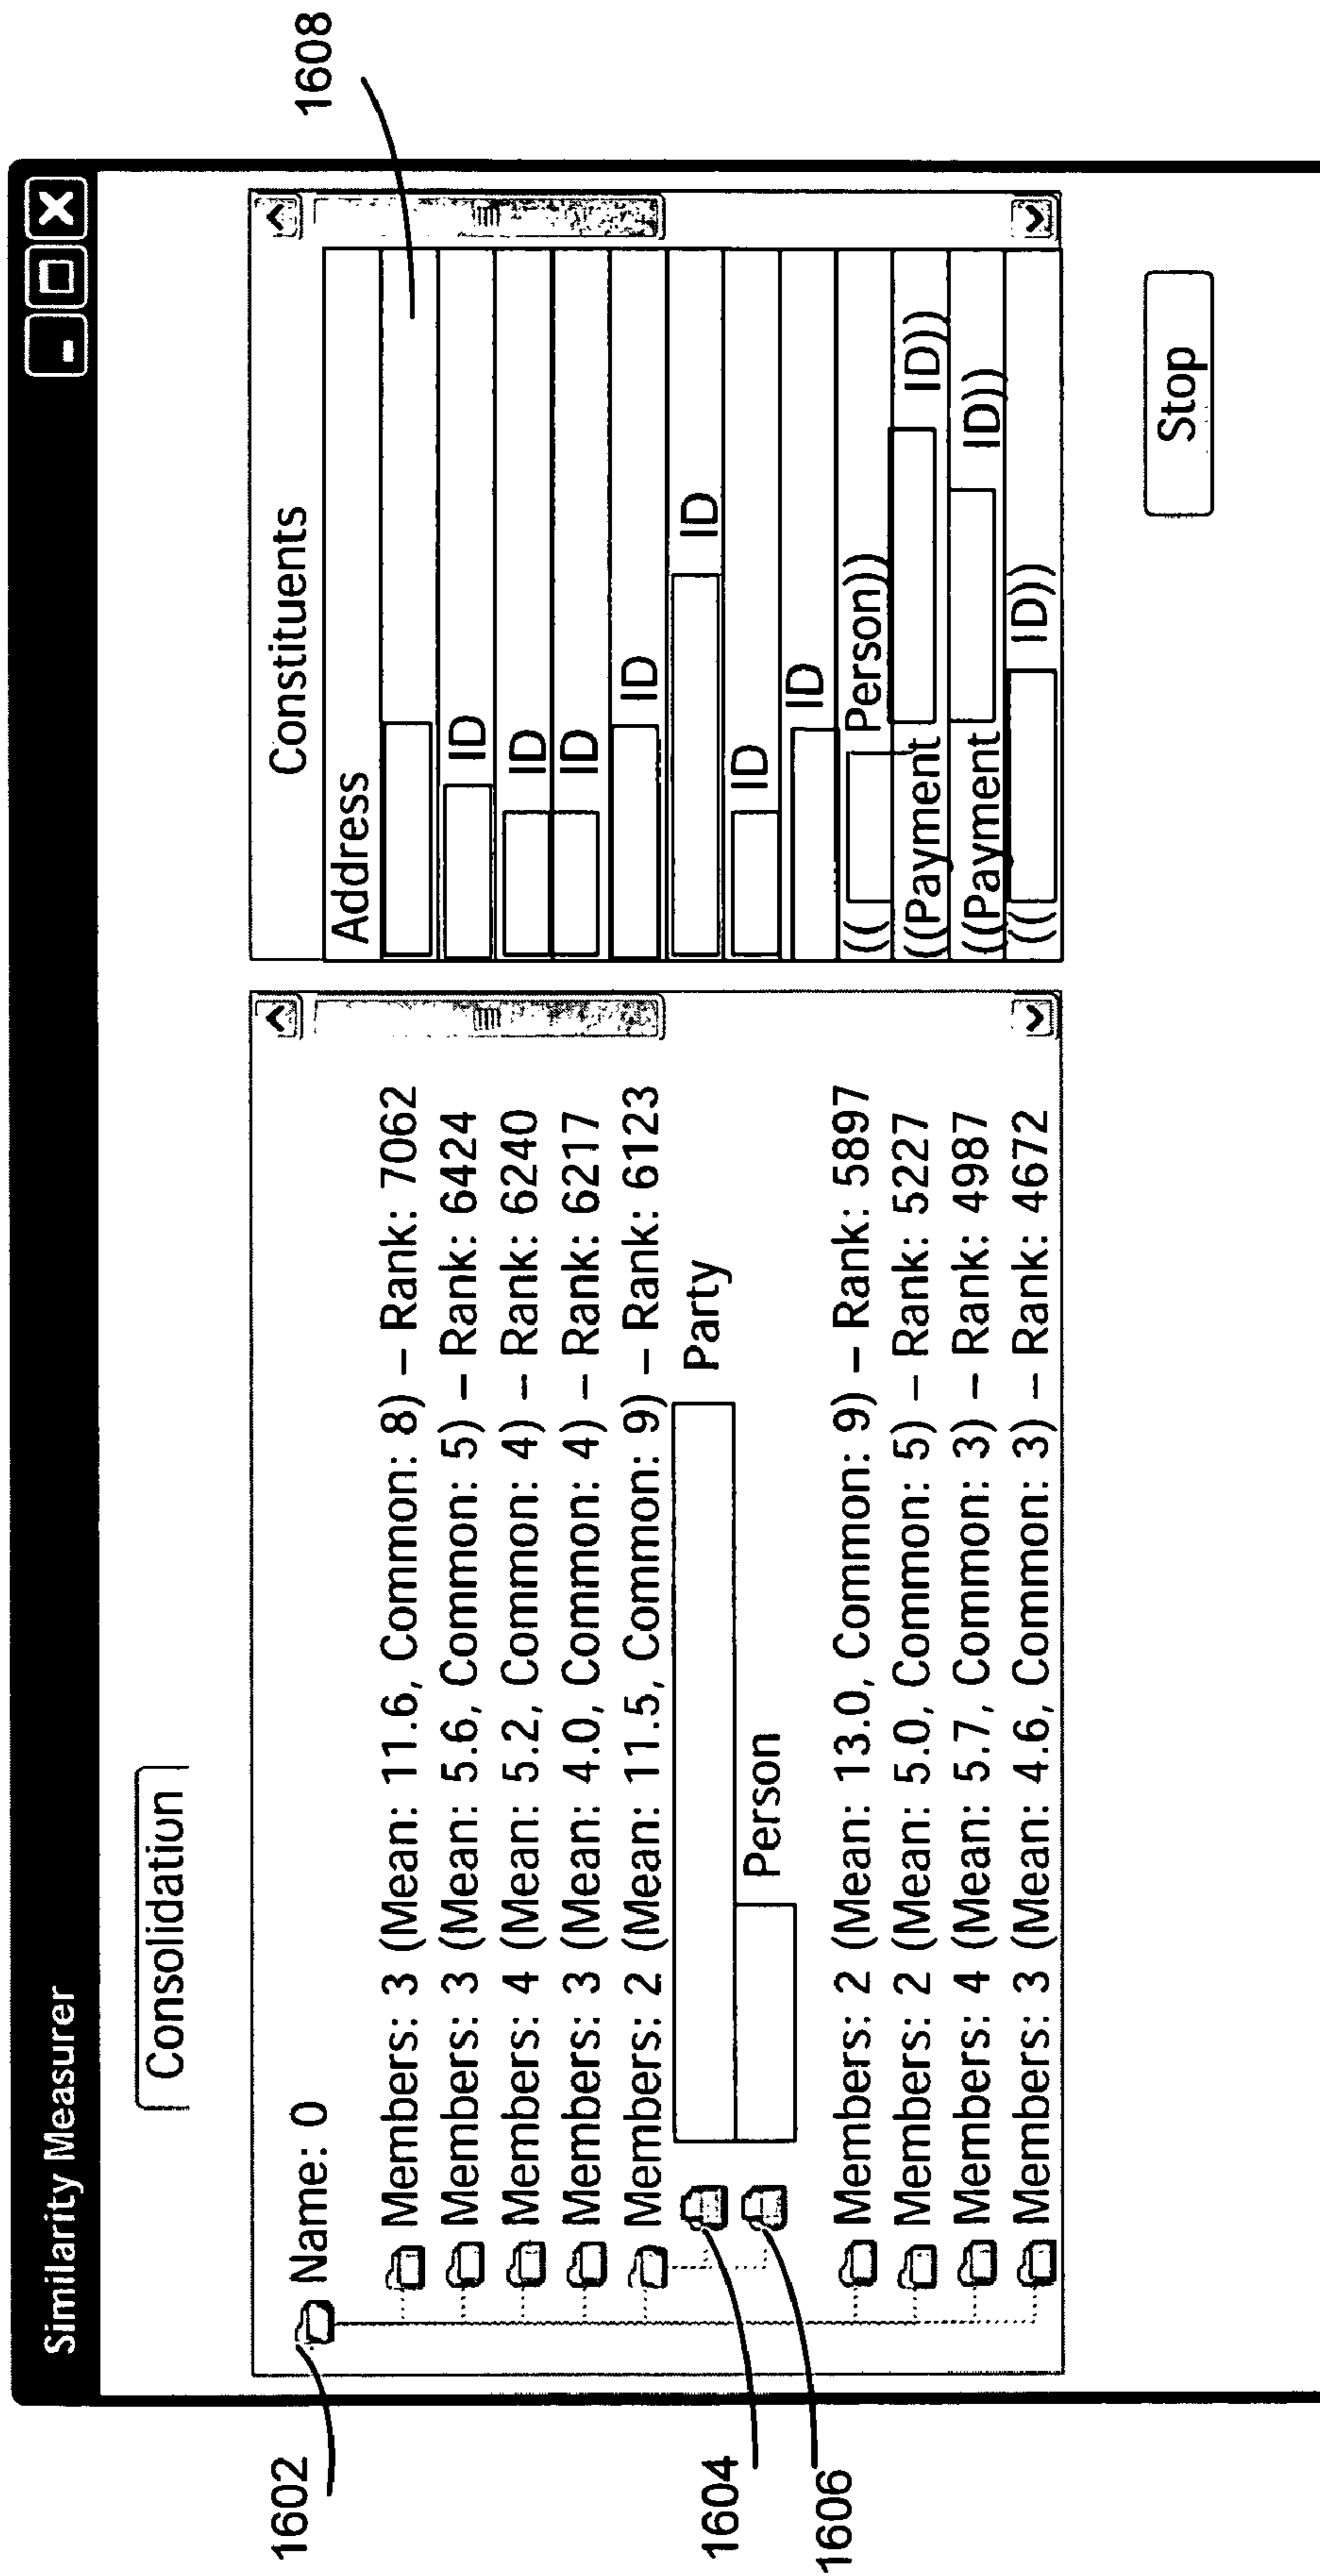 Similarity Measurer
Consolidation
1602
Name: 0
Members: 3 (Mean: 11.6, Common: 8) – Rank: 7062
Members: 3 (Mean: 5.6, Common: 5) – Rank: 6424
Members: 4 (Mean: 5.2, Common: 4) – Rank: 6240
Members: 3 (Mean: 4.0, Common: 4) – Rank: 6217
Members: 2 (Mean: 11.5, Common: 9) – Rank: 6123
1604
Party
1606
Person
Members: 2 (Mean: 13.0, Common: 9) – Rank: 5897
Members: 2 (Mean: 5.0, Common: 5) – Rank: 5227
Members: 4 (Mean: 5.7, Common: 3) – Rank: 4987
Members: 3 (Mean: 4.6, Common: 3) – Rank: 4672
Constituents
Address
1608
ID
ID
ID
ID
ID
ID
ID
(( Person))
((Payment ID))
((Payment ID))
(( ID))
Stop